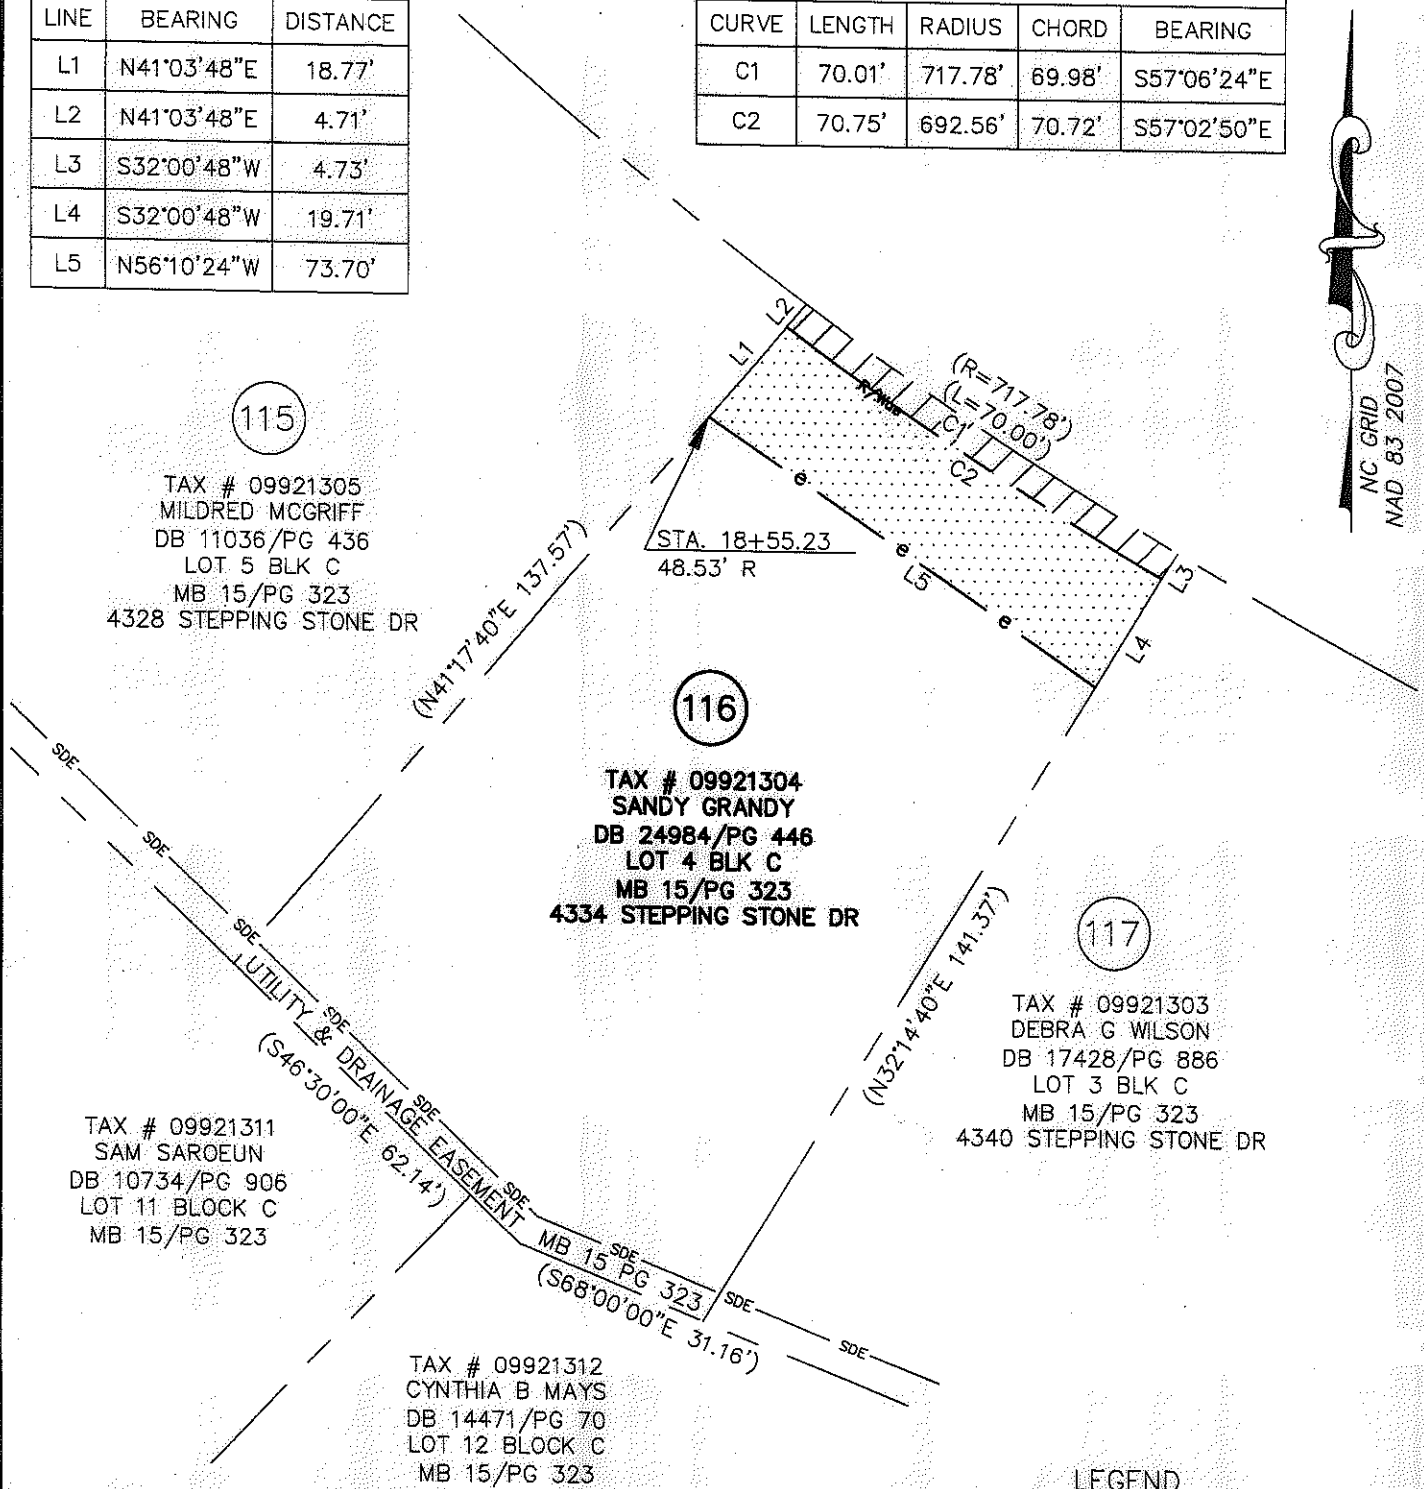 LINE BEARING DISTANCE
L1 N41°03'48"E 18.77'
L2 N41°03'48"E 4.71'
L3 S32°00'48"W 4.73'
L4 S32°00'48"W 19.71'
L5 N56°10'24"W 73.70'
CURVE LENGTH RADIUS CHORD BEARING
C1 70.01' 717.78' 69.98' S57°06'24"E
C2 70.75' 692.56' 70.72' S57°02'50"E
NC GRID
NAD 83 2007
L2
L1
R/W
(R=717.78')
(L=70.00')
C1
C2
L3
L4
e
e
L5
e
STA. 18+55.23
48.53' R
115
TAX # 09921305
MILDRED MCGRIFF
DB 11036/PG 436
LOT 5 BLK C
MB 15/PG 323
4328 STEPPING STONE DR
(N41°17'40"E 137.57')
116
TAX # 09921304
SANDY GRANDY
DB 24984/PG 446
LOT 4 BLK C
MB 15/PG 323
4334 STEPPING STONE DR
(N32°14'40"E 141.37')
117
TAX # 09921303
DEBRA G WILSON
DB 17428/PG 886
LOT 3 BLK C
MB 15/PG 323
4340 STEPPING STONE DR
SDE
SDE
SDE
SDE
SDE
SDE
SDE
SDE
SDE
UTILITY & DRAINAGE EASEMENT
MB 15 PG 323
(S46°30'00"E 62.14')
(S68°00'00"E 31.16')
TAX # 09921311
SAM SAROEUN
DB 10734/PG 906
LOT 11 BLOCK C
MB 15/PG 323
TAX # 09921312
CYNTHIA B MAYS
DB 14471/PG 70
LOT 12 BLOCK C
MB 15/PG 323
LEGEND